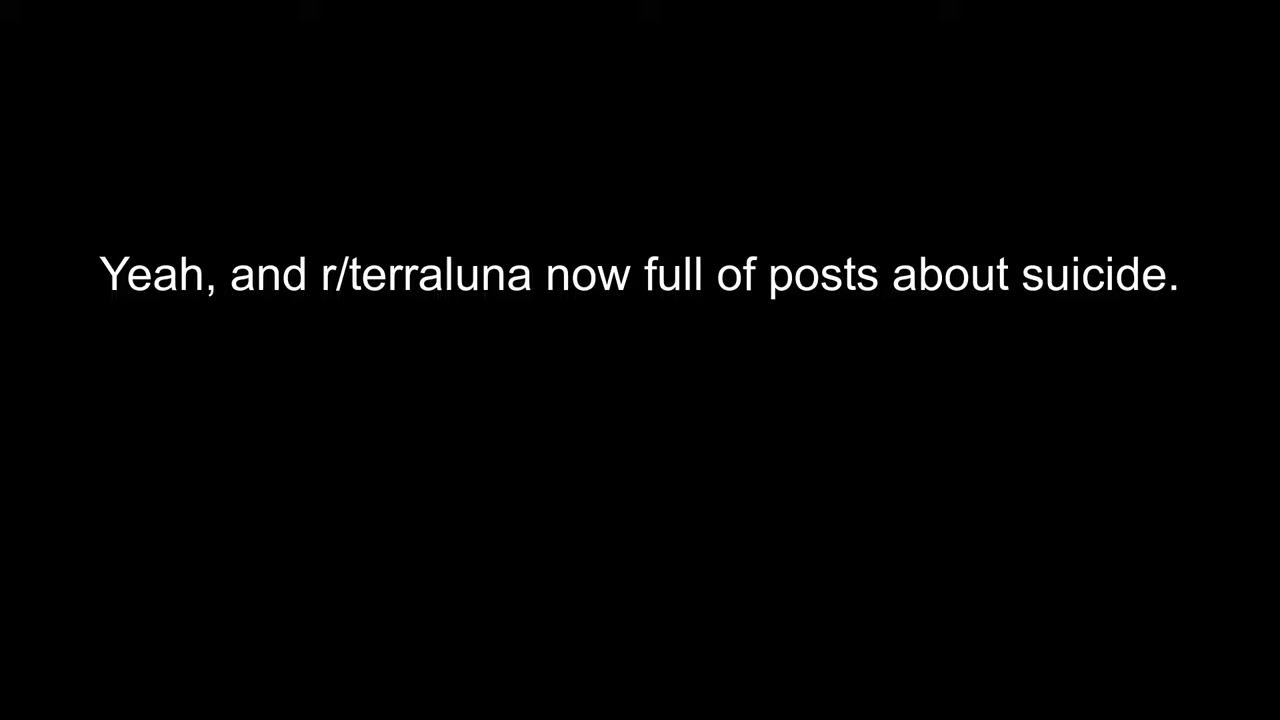 Yeah, and r/terraluna now full of posts about suicide.